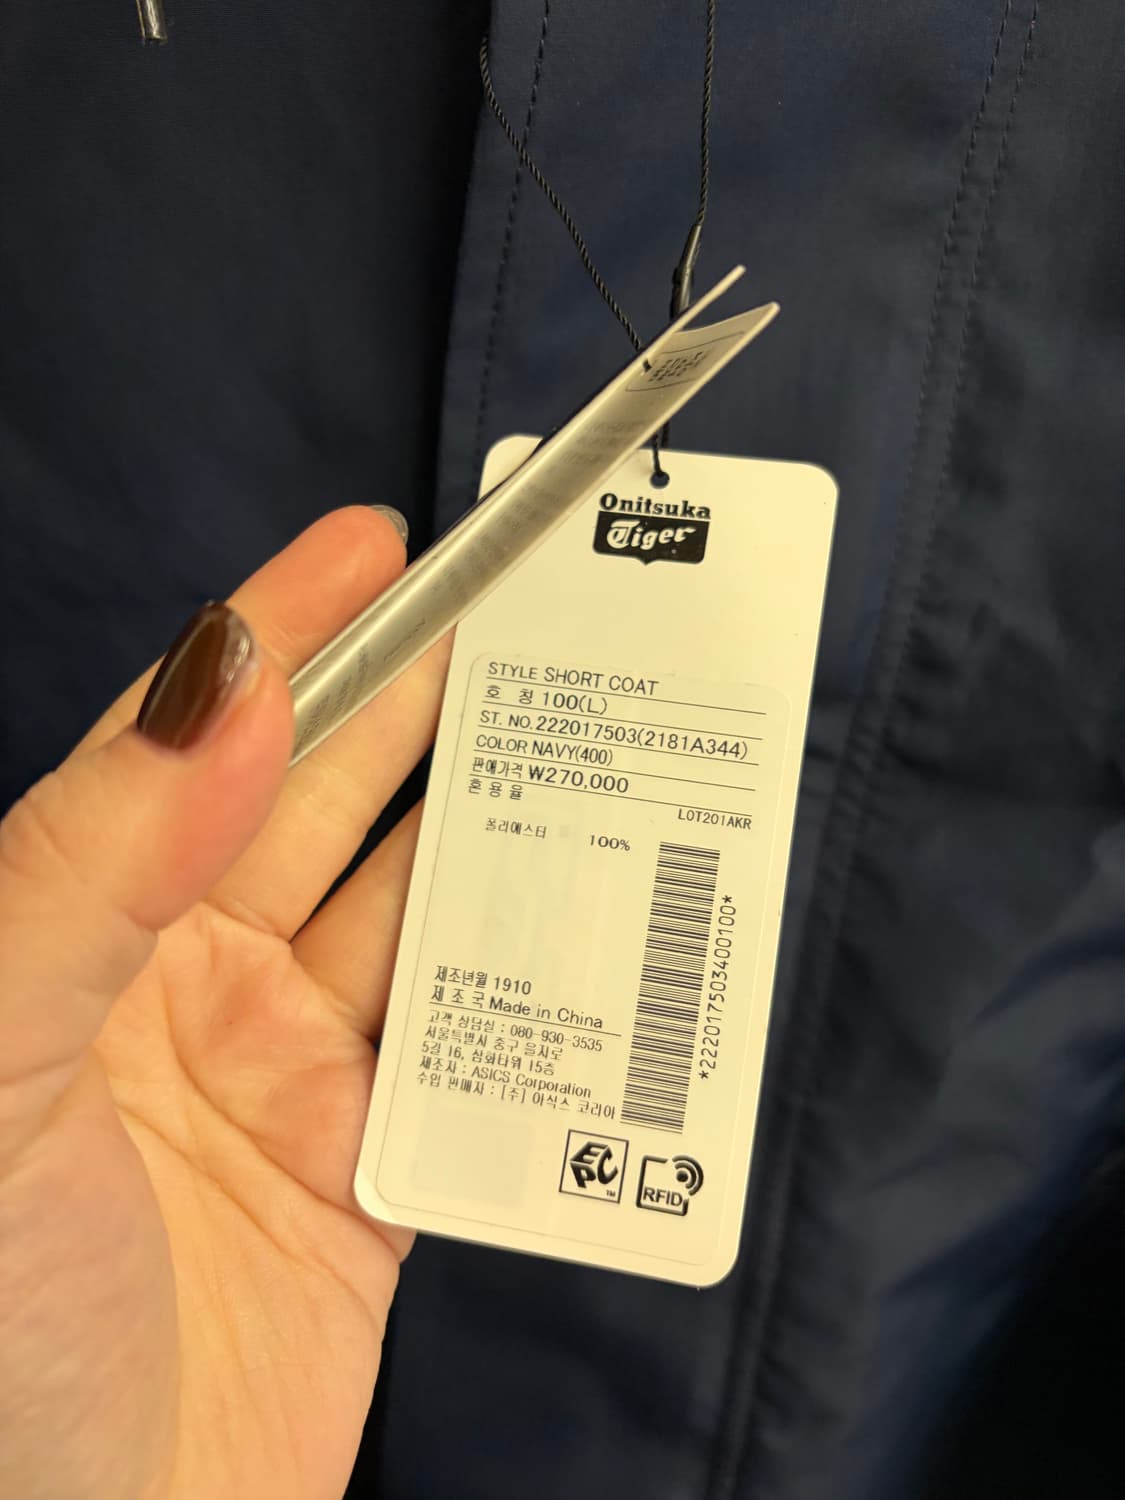 Onitsuka
Tiger
STYLE SHORT COAT
호 칭 100(L)
ST. NO.222017503(2181A344)
COLOR NAVY(400)
판매가격 ₩270,000
혼 용 율
LOT201AKR
폴리에스터 100%
*222017503400100*
제조년월 1910
제 조 국 Made in China
고객 상담실 : 080-930-3535
서울특별시 중구 을지로
5길 16, 삼화타워 15층
제조자 : ASICS Corporation
수입 판매자 : [주] 아식스 코리아
EPC
TM
RFID